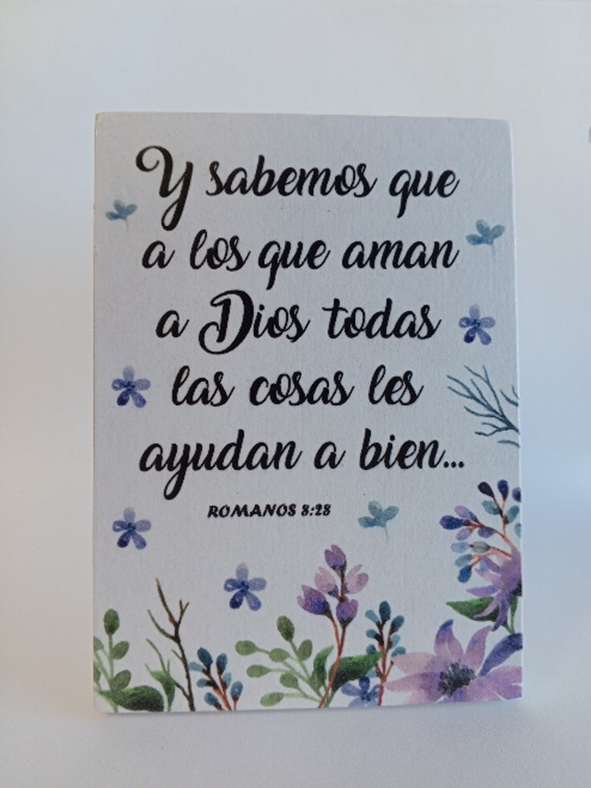 Y sabemos que
a los que aman
a Dios todas
las cosas les
ayudan a bien...
ROMANOS 8:28